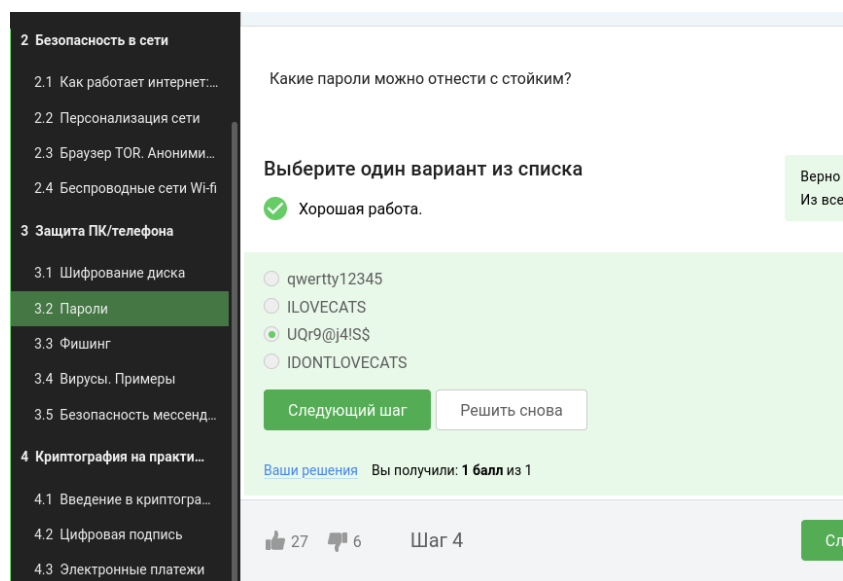 2 Безопасность в сети
2.1 Как работает интернет:...
2.2 Персонализация сети
2.3 Браузер TOR. Аноними...
2.4 Беспроводные сети Wi-fi
3 Защита ПК/телефона
3.1 Шифрование диска
3.2 Пароли
3.3 Фишинг
3.4 Вирусы. Примеры
3.5 Безопасность мессенд...
4 Криптография на практи...
4.1 Введение в криптогра...
4.2 Цифровая подпись
4.3 Электронные платежи
Какие пароли можно отнести с стойким?
Выберите один вариант из списка
Хорошая работа.
Верно
Из все
qwertty12345
ILOVECATS
UQr9@j4!S$
IDONTLOVECATS
Следующий шаг Решить снова
Ваши решения Вы получили: 1 балл из 1
27 6 Шаг 4
Сл